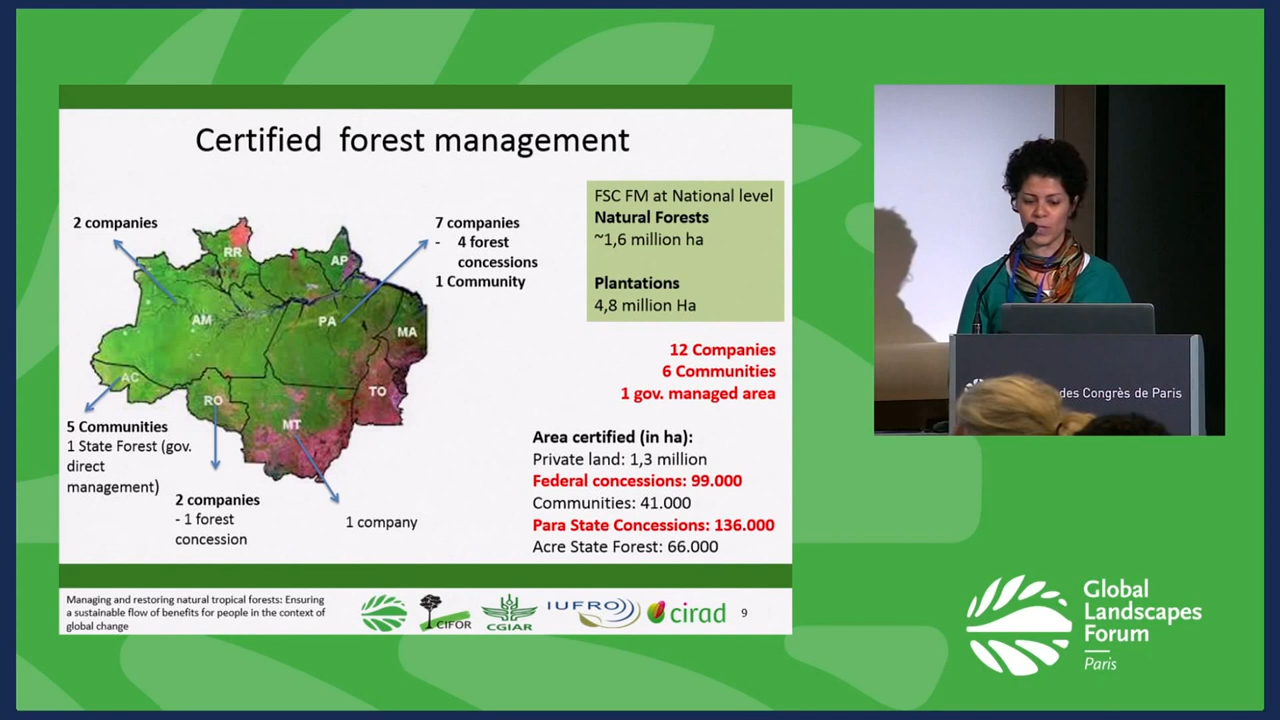 Certified forest management
2 companies
7 companies
- 4 forest
concessions
1 Community
FSC FM at National level
Natural Forests
~1,6 million ha
Plantations
4,8 million Ha
RR
AP
AM
PA
MA
AC
RO
MT
TO
12 Companies
6 Communities
1 gov. managed area
5 Communities
1 State Forest (gov.
direct
management)
2 companies
- 1 forest
concession
1 company
Area certified (in ha):
Private land: 1,3 million
Federal concessions: 99.000
Communities: 41.000
Para State Concessions: 136.000
Acre State Forest: 66.000
Managing and restoring natural tropical forests: Ensuring
a sustainable flow of benefits for people in the context of
global change
CIFOR
CGIAR
IUFRO
cirad
9
des Congrès de Paris
Global
Landscapes
Forum
Paris